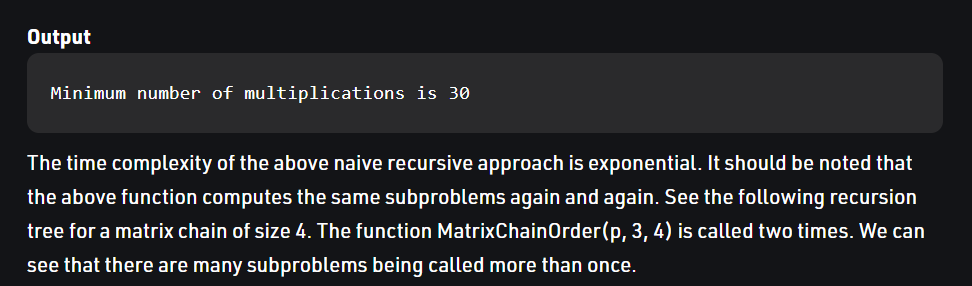 Output
Minimum number of multiplications is 30
The time complexity of the above naive recursive approach is exponential. It should be noted that
the above function computes the same subproblems again and again. See the following recursion
tree for a matrix chain of size 4. The function MatrixChainOrder(p, 3, 4) is called two times. We can
see that there are many subproblems being called more than once.